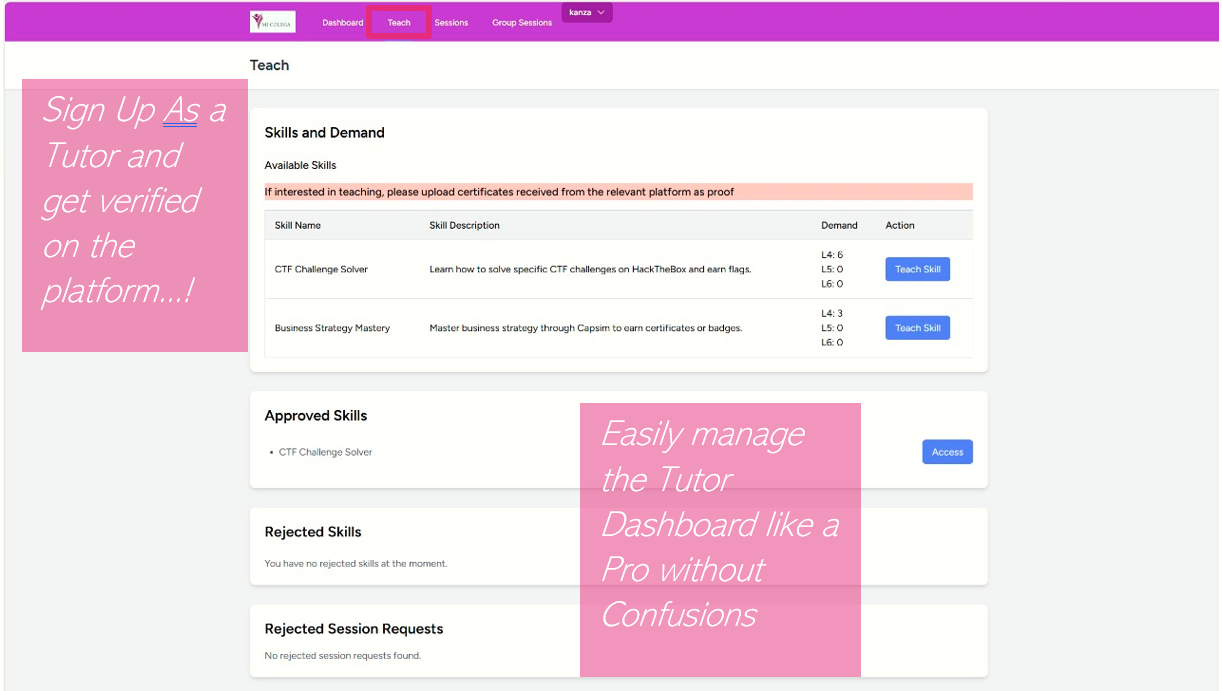 MI COLEGA
Dashboard
Teach
Sessions
Group Sessions
kanza
Teach
Sign Up As a
Tutor and
get verified
on the
platform...!
Skills and Demand
Available Skills
If interested in teaching, please upload certificates received from the relevant platform as proof
Skill Name Skill Description Demand Action
CTF Challenge Solver Learn how to solve specific CTF challenges on HackTheBox and earn flags. L4: 6
L5: 0
L6: 0
Teach Skill
Business Strategy Mastery Master business strategy through Capsim to earn certificates or badges. L4: 3
L5: 0
L6: 0
Teach Skill
Approved Skills
• CTF Challenge Solver
Access
Easily manage
the Tutor
Dashboard like a
Pro without
Confusions
Rejected Skills
You have no rejected skills at the moment.
Rejected Session Requests
No rejected session requests found.